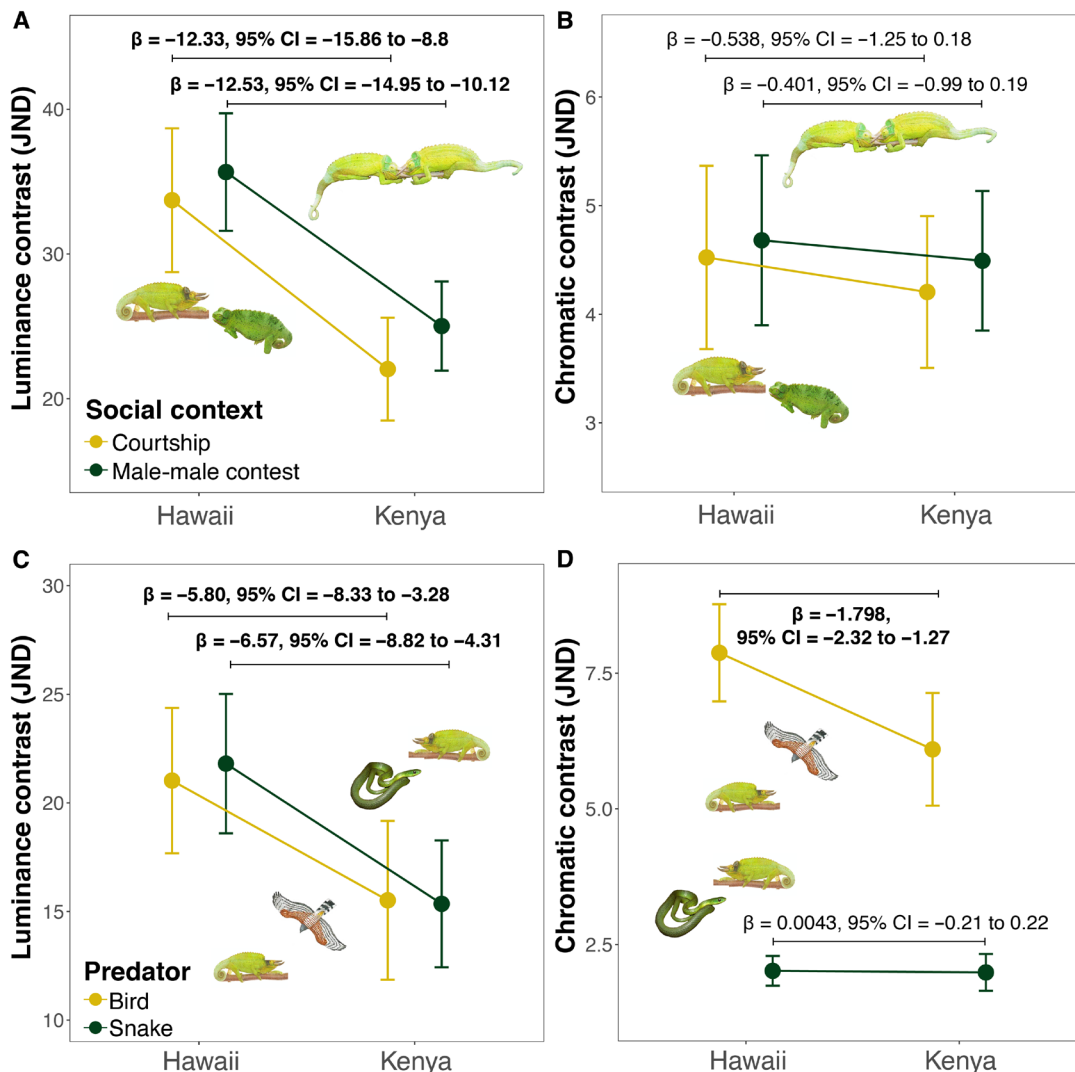 A
β = −12.33, 95% CI = −15.86 to −8.8
β = −12.53, 95% CI = −14.95 to −10.12
Luminance contrast (JND)
40
30
20
Social context
Courtship
Male-male contest
Hawaii
Kenya
B
β = −0.538, 95% CI = −1.25 to 0.18
β = −0.401, 95% CI = −0.99 to 0.19
Chromatic contrast (JND)
6
5
4
3
Hawaii
Kenya
C
β = −5.80, 95% CI = −8.33 to −3.28
β = −6.57, 95% CI = −8.82 to −4.31
Luminance contrast (JND)
30
25
20
15
10
Predator
Bird
Snake
Hawaii
Kenya
D
β = −1.798,
95% CI = −2.32 to −1.27
Chromatic contrast (JND)
7.5
5.0
2.5
β = 0.0043, 95% CI = −0.21 to 0.22
Hawaii
Kenya